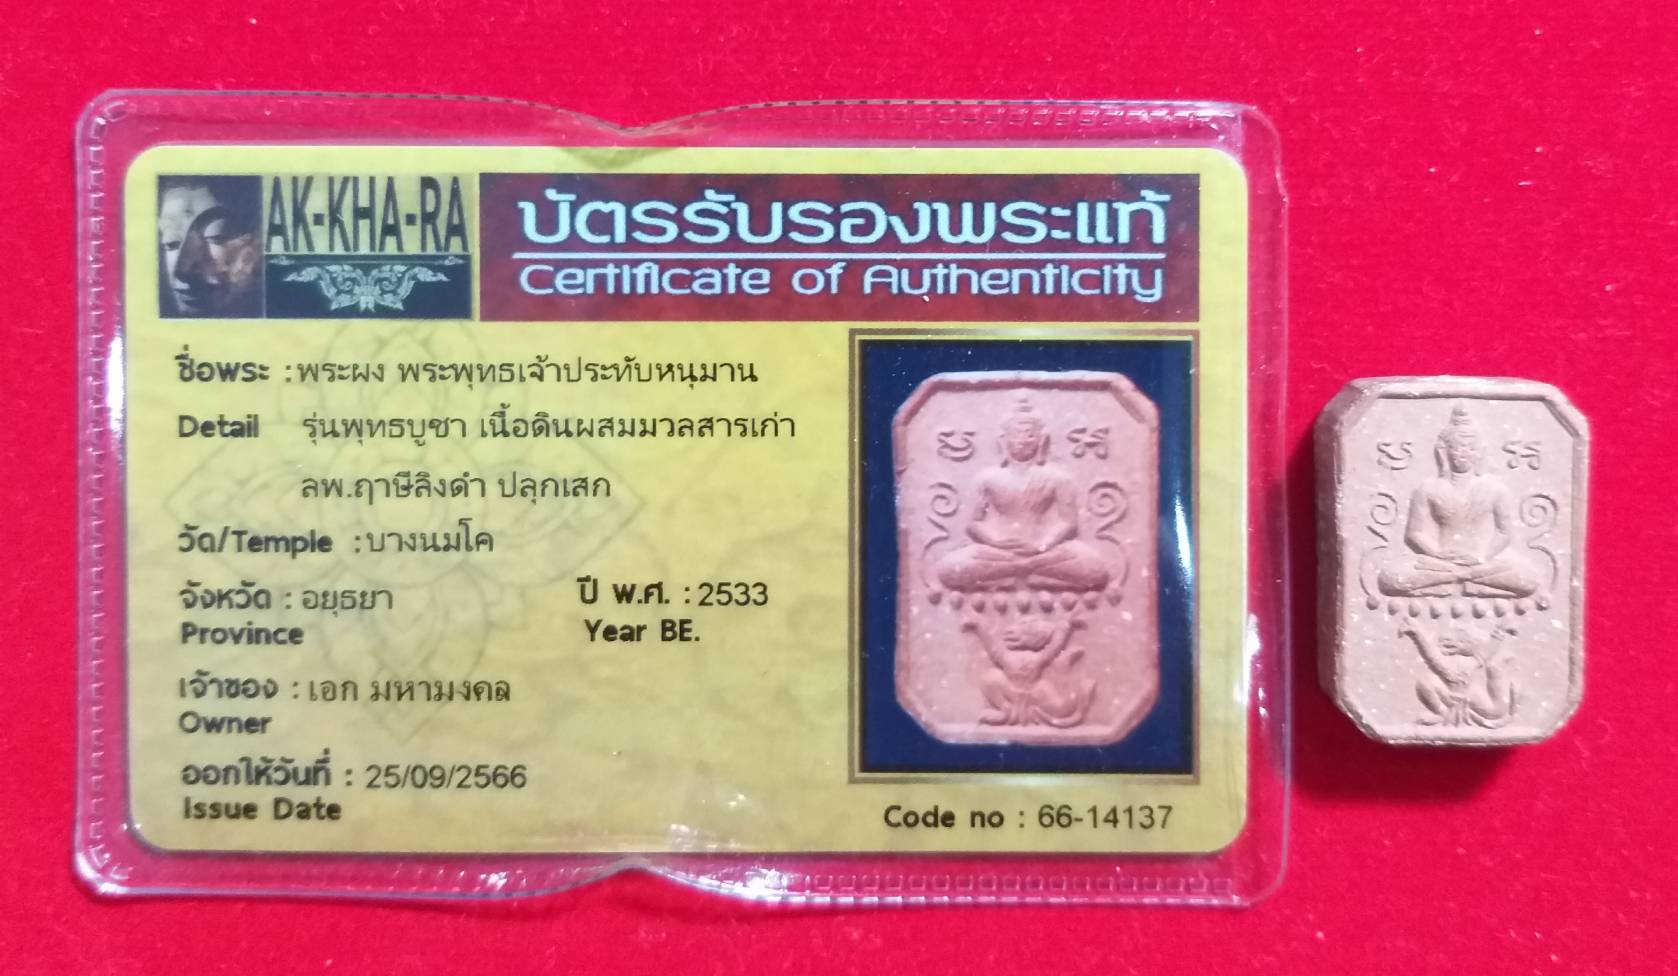 AK-KHA-RA
บัตรรับรองพระแท้
Certificate of Authenticity
ชื่อพระ : พระผง พระพุทธเจ้าประทับหนุมาน
Detail รุ่นพุทธบูชา เนื้อดินผสมมวลสารเก่า
ลพ.ฤาษีลิงดำ ปลุกเสก
วัด/Temple : บางนมโค
จังหวัด : อยุธยา ปี พ.ศ. : 2533
Province Year BE.
เจ้าของ : เอก มหามงคล
Owner
ออกให้วันที่ : 25/09/2566
Issue Date
Code no : 66-14137